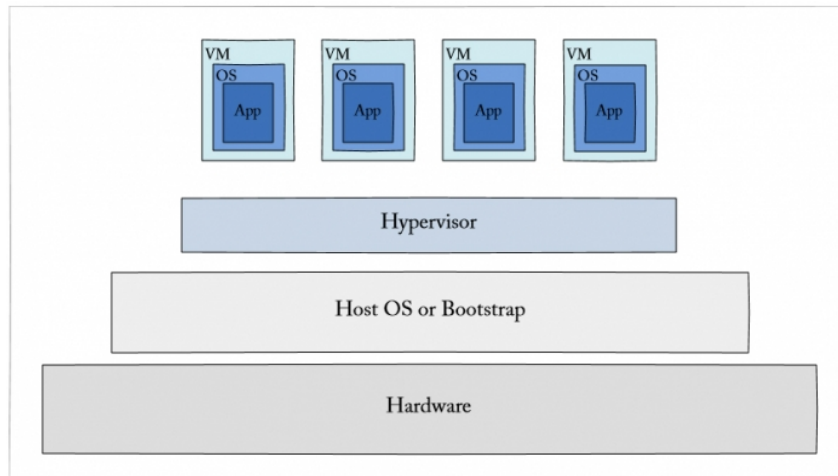 VM
OS
App
VM
OS
App
VM
OS
App
VM
OS
App
Hypervisor
Host OS or Bootstrap
Hardware